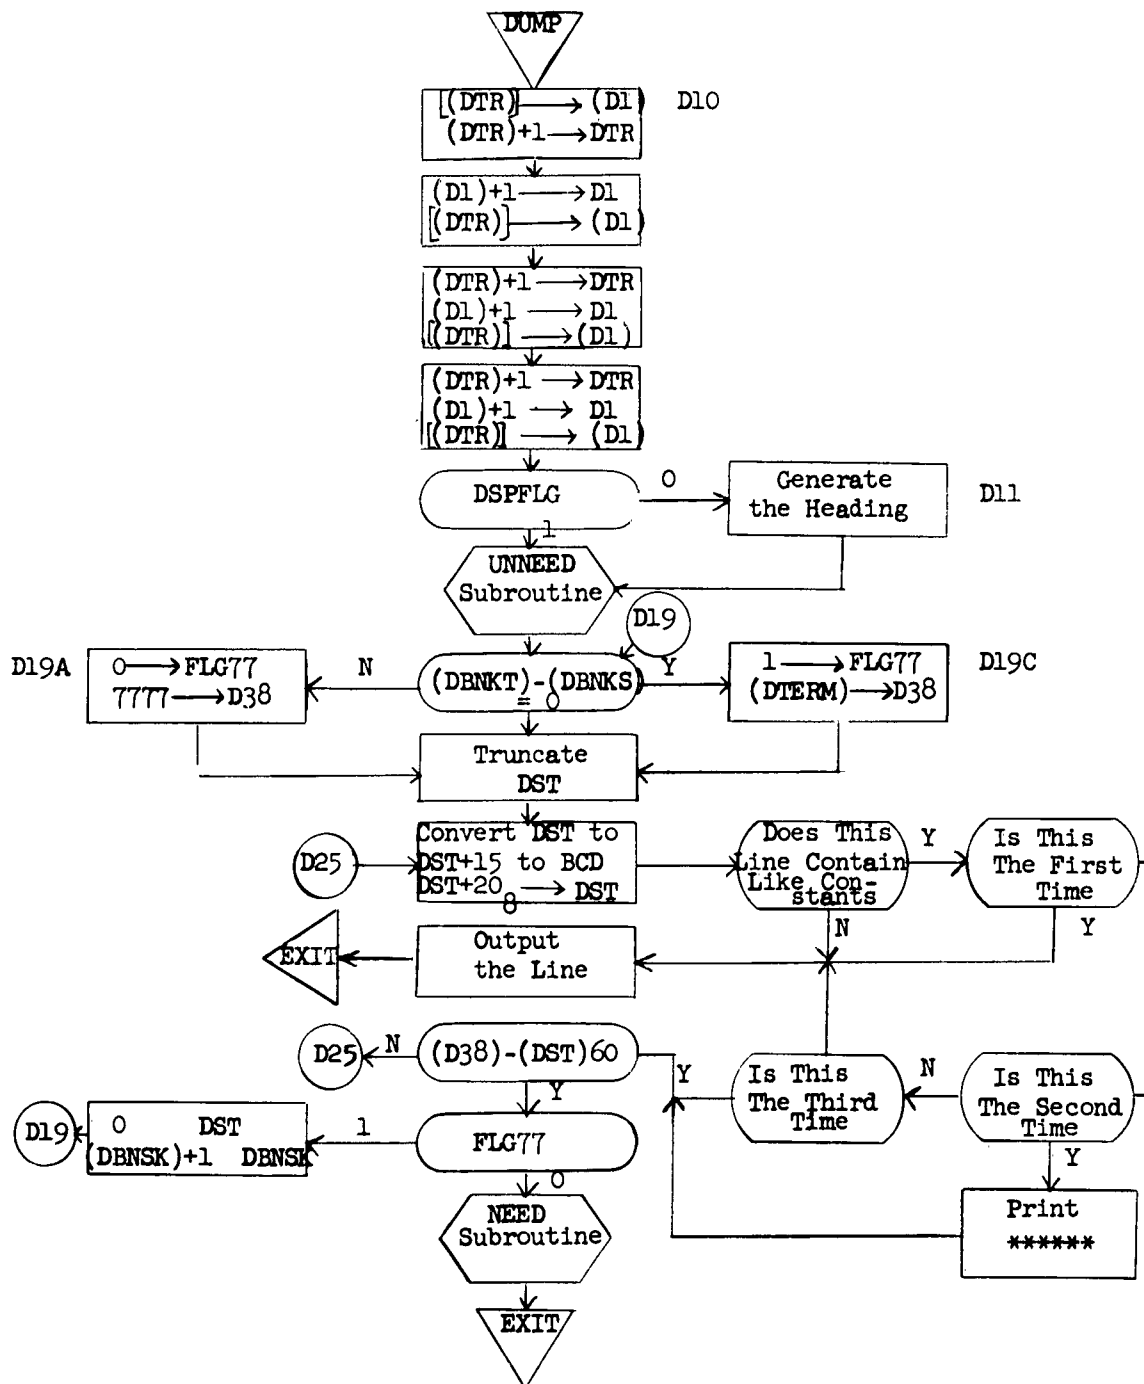 DUMP
[(DTR)] → (D1) D10
(DTR)+1 → DTR
(D1)+1 → D1
[(DTR)] → (D1)
(DTR)+1 → DTR
(D1)+1 → D1
[(DTR)] → (D1)
(DTR)+1 → DTR
(D1)+1 → D1
[(DTR)] → (D1)
DSPFLG
0
1
Generate
the Heading
D11
UNNEED
Subroutine
D19
D19A
0 → FLG77
7777 → D38
N
(DBNKT)-(DBNKS)
= 0
Y
1 → FLG77
(DTERM) → D38
D19C
Truncate
DST
D25
Convert DST to
DST+15 to BCD
DST+20₈ → DST
Does This
Line Contain
Like Con-
stants
Y
Is This
The First
Time
N
Y
EXIT
Output
the Line
D25
N
(D38)-(DST)60
Y
Y
Is This
The Third
Time
N
Is This
The Second
Time
Y
D19
0 DST
(DBNSK)+1 DBNSK
1
FLG77
0
NEED
Subroutine
Print
******
EXIT